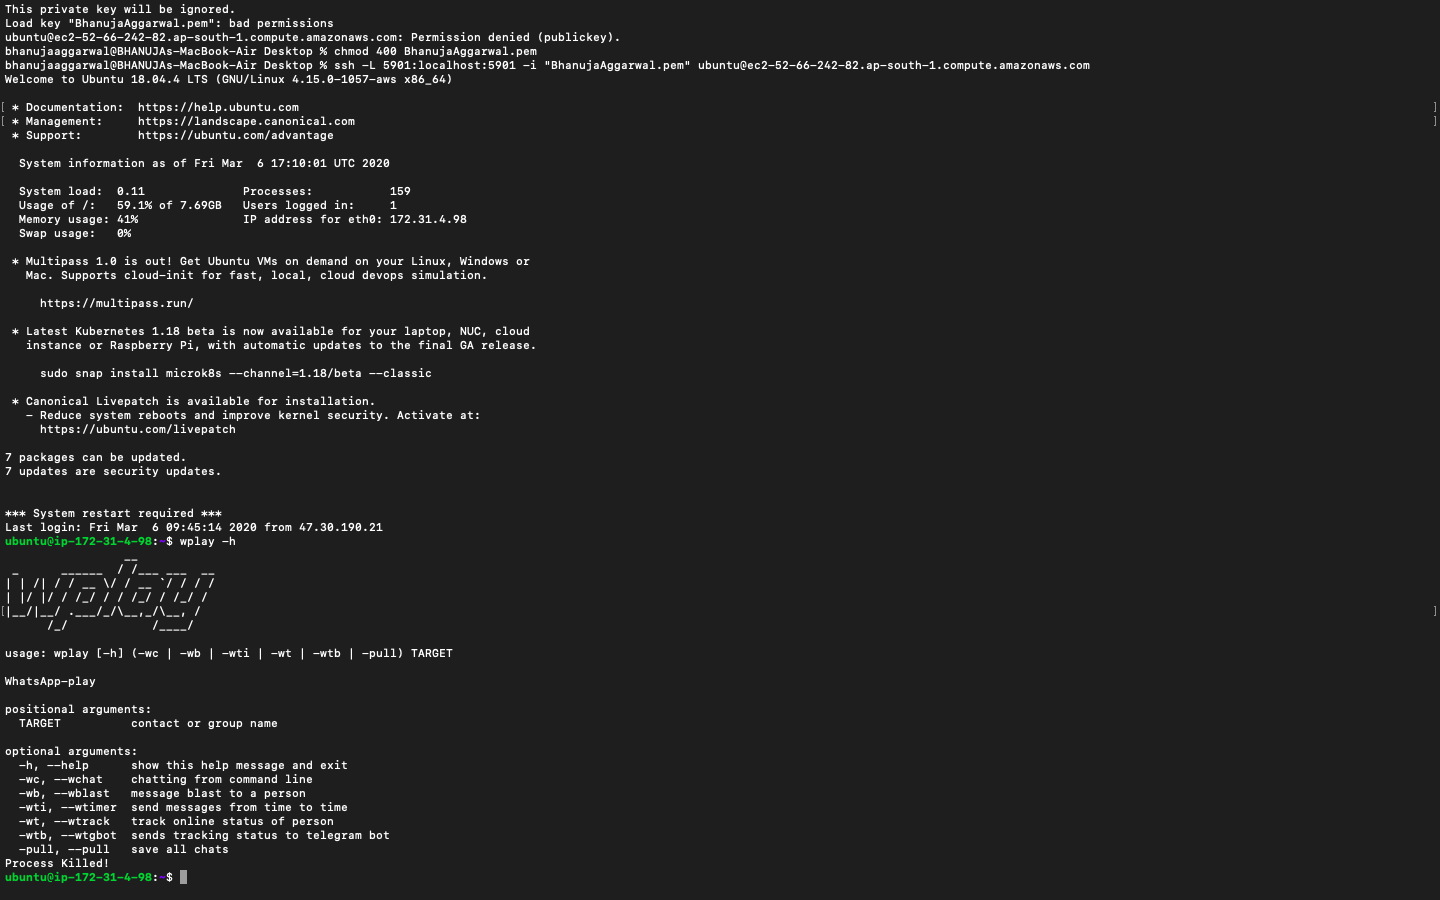 This private key will be ignored.
Load key "BhanujaAggarwal.pem": bad permissions
ubuntu@ec2-52-66-242-82.ap-south-1.compute.amazonaws.com: Permission denied (publickey).
bhanujaaggarwal@BHANUJAs-MacBook-Air Desktop % chmod 400 BhanujaAggarwal.pem
bhanujaaggarwal@BHANUJAs-MacBook-Air Desktop % ssh -L 5901:localhost:5901 -i "BhanujaAggarwal.pem" ubuntu@ec2-52-66-242-82.ap-south-1.compute.amazonaws.com
Welcome to Ubuntu 18.04.4 LTS (GNU/Linux 4.15.0-1057-aws x86_64)

[ * Documentation:  https://help.ubuntu.com ]
[ * Management:     https://landscape.canonical.com ]
 * Support:        https://ubuntu.com/advantage

  System information as of Fri Mar  6 17:10:01 UTC 2020

  System load:  0.11              Processes:           159
  Usage of /:   59.1% of 7.69GB   Users logged in:     1
  Memory usage: 41%               IP address for eth0: 172.31.4.98
  Swap usage:   0%

 * Multipass 1.0 is out! Get Ubuntu VMs on demand on your Linux, Windows or
   Mac. Supports cloud-init for fast, local, cloud devops simulation.

     https://multipass.run/

 * Latest Kubernetes 1.18 beta is now available for your laptop, NUC, cloud
   instance or Raspberry Pi, with automatic updates to the final GA release.

     sudo snap install microk8s --channel=1.18/beta --classic

 * Canonical Livepatch is available for installation.
   - Reduce system reboots and improve kernel security. Activate at:
     https://ubuntu.com/livepatch

7 packages can be updated.
7 updates are security updates.


*** System restart required ***
Last login: Fri Mar  6 09:45:14 2020 from 47.30.190.21
ubuntu@ip-172-31-4-98:~$ wplay -h
                 __
 _      ______  / /___ ___  __
| | /| / / __ \/ / __ `/ / / /
| |/ |/ / /_/ / / /_/ / /_/ /
[|__/|__/ .___/_/\__,_/\__, / ]
      /_/            /____/

usage: wplay [-h] (-wc | -wb | -wti | -wt | -wtb | -pull) TARGET

WhatsApp-play

positional arguments:
  TARGET          contact or group name

optional arguments:
  -h, --help      show this help message and exit
  -wc, --wchat    chatting from command line
  -wb, --wblast   message blast to a person
  -wti, --wtimer  send messages from time to time
  -wt, --wtrack   track online status of person
  -wtb, --wtgbot  sends tracking status to telegram bot
  -pull, --pull   save all chats
Process Killed!
ubuntu@ip-172-31-4-98:~$